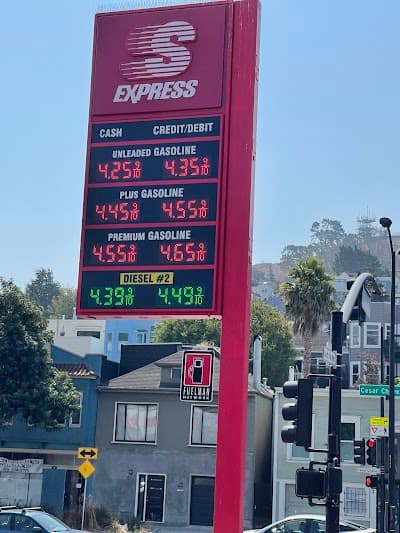 S
EXPRESS
CASH CREDIT/DEBIT
UNLEADED GASOLINE
4.25 9/10 4.35 9/10
PLUS GASOLINE
4.45 9/10 4.55 9/10
PREMIUM GASOLINE
4.55 9/10 4.65 9/10
DIESEL #2
4.39 9/10 4.49 9/10
FUELMAN
NETWORK
Cesar Ch